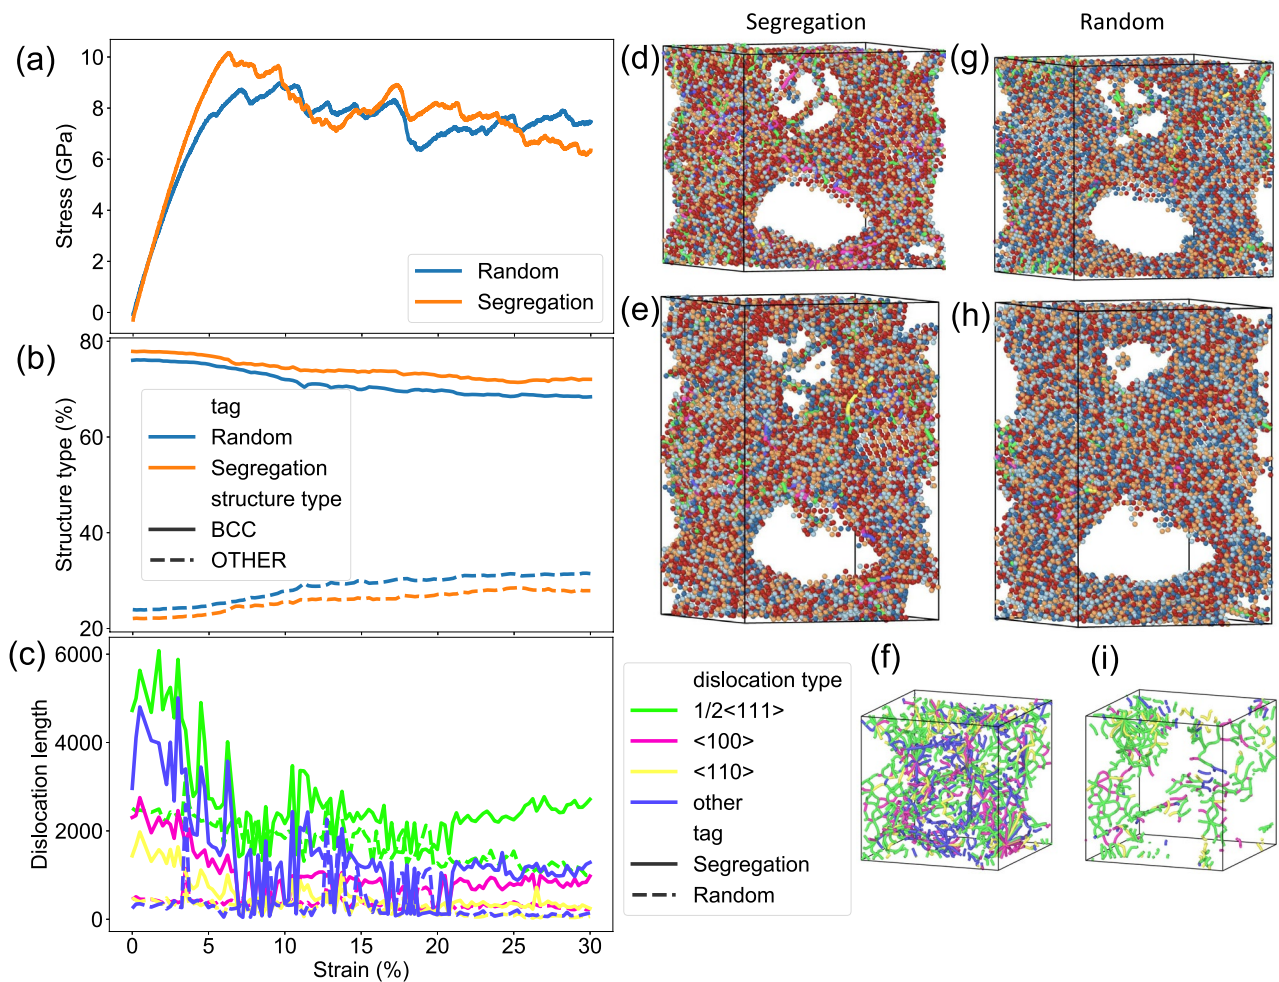 Segregation
Random
(a)
10
8
6
4
2
0
Stress (GPa)
Random
Segregation
(b)
80
60
40
20
Structure type (%)
tag
Random
Segregation
structure type
BCC
OTHER
(c)
6000
4000
2000
0
Dislocation length
0 5 10 15 20 25 30
Strain (%)
dislocation type
1/2<111>
<100>
<110>
other
tag
Segregation
Random
(d)
(g)
(e)
(h)
(f)
(i)